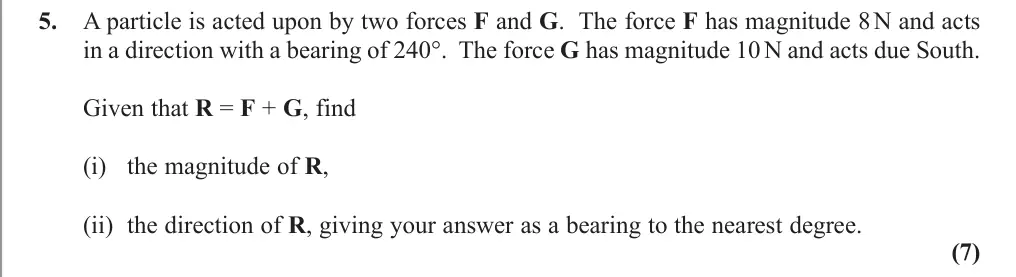 5. A particle is acted upon by two forces F and G. The force F has magnitude 8 N and acts
in a direction with a bearing of 240°. The force G has magnitude 10 N and acts due South.
Given that R = F + G, find
(i) the magnitude of R,
(ii) the direction of R, giving your answer as a bearing to the nearest degree.
(7)